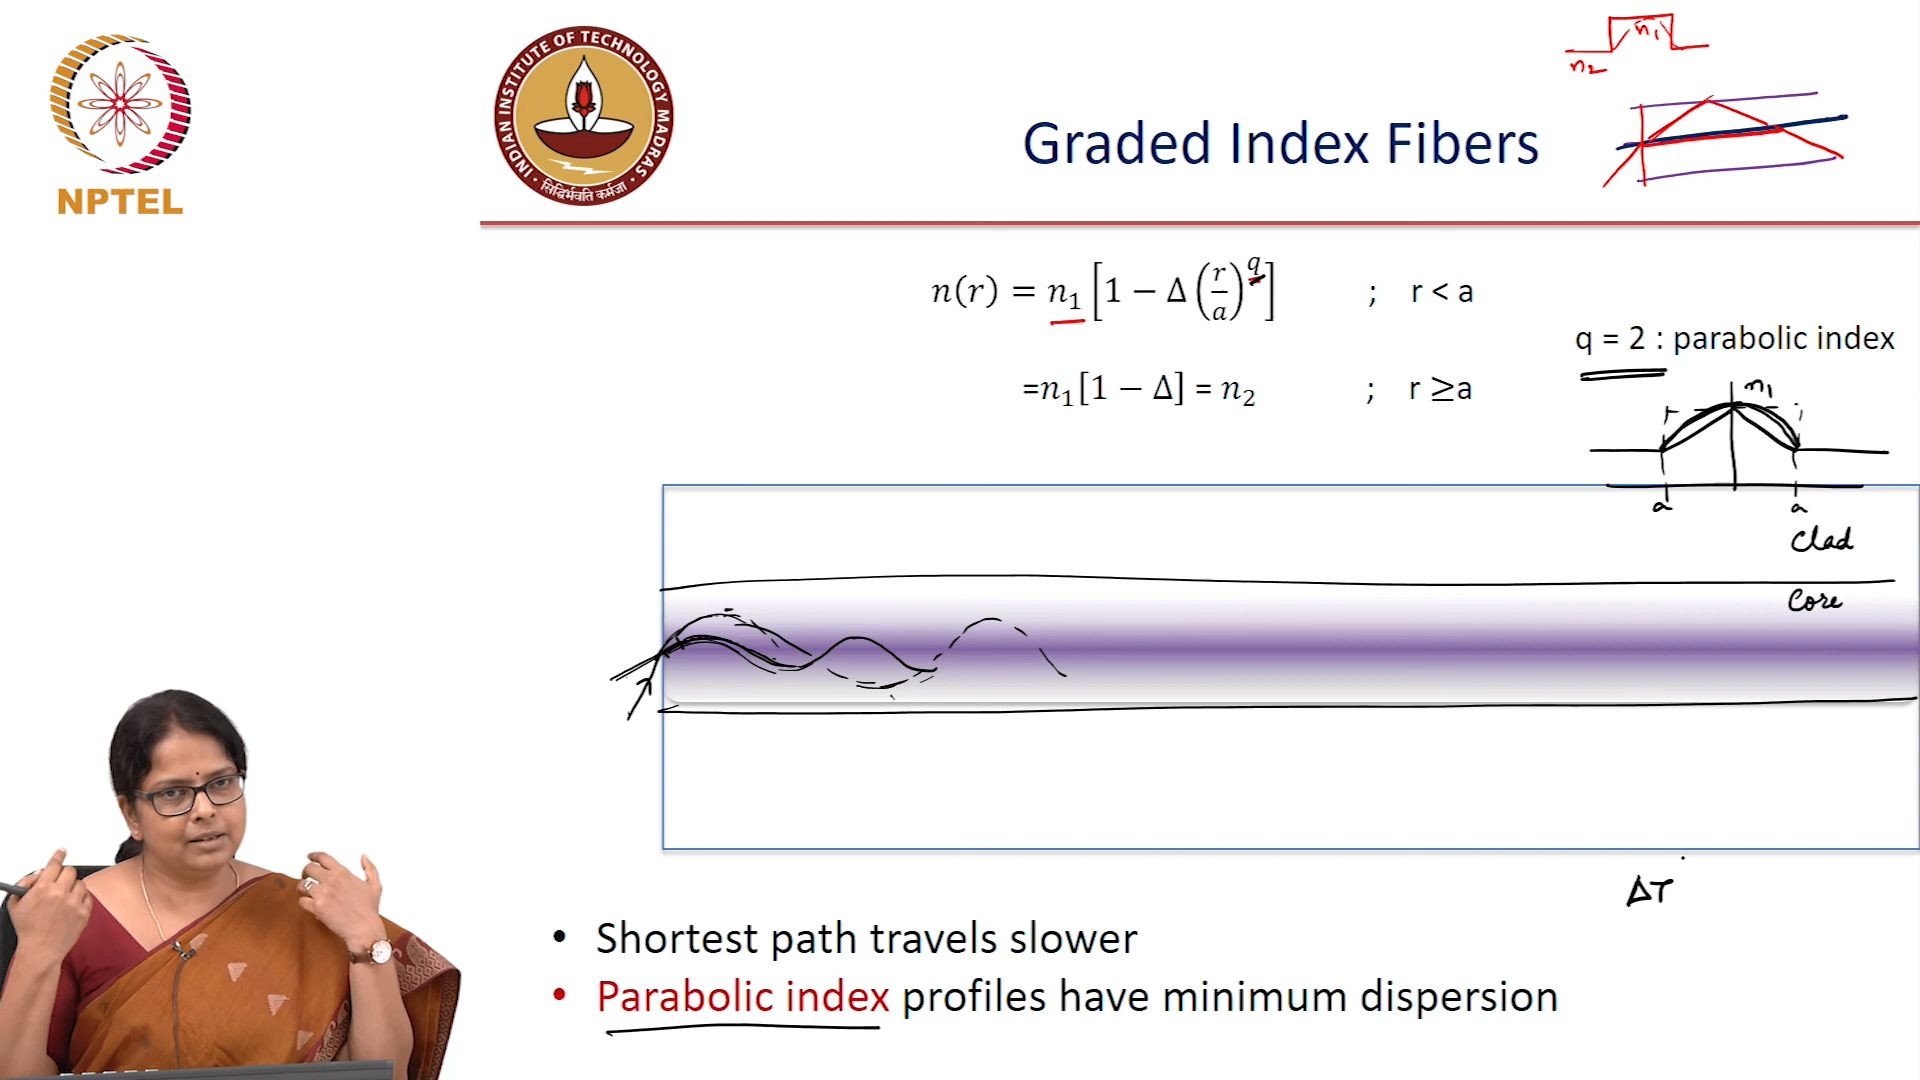 n₁
n₂
INDIAN INSTITUTE OF TECHNOLOGY MADRAS
सिद्धिर्भवति कर्मजा
NPTEL
Graded Index Fibers
n(r) = n₁ [1 − Δ (r/a)^q] ; r < a
q = 2 : parabolic index
=n₁[1 − Δ] = n₂ ; r ≥a
n₁
a a
Clad
Core
ΔT
• Shortest path travels slower
• Parabolic index profiles have minimum dispersion